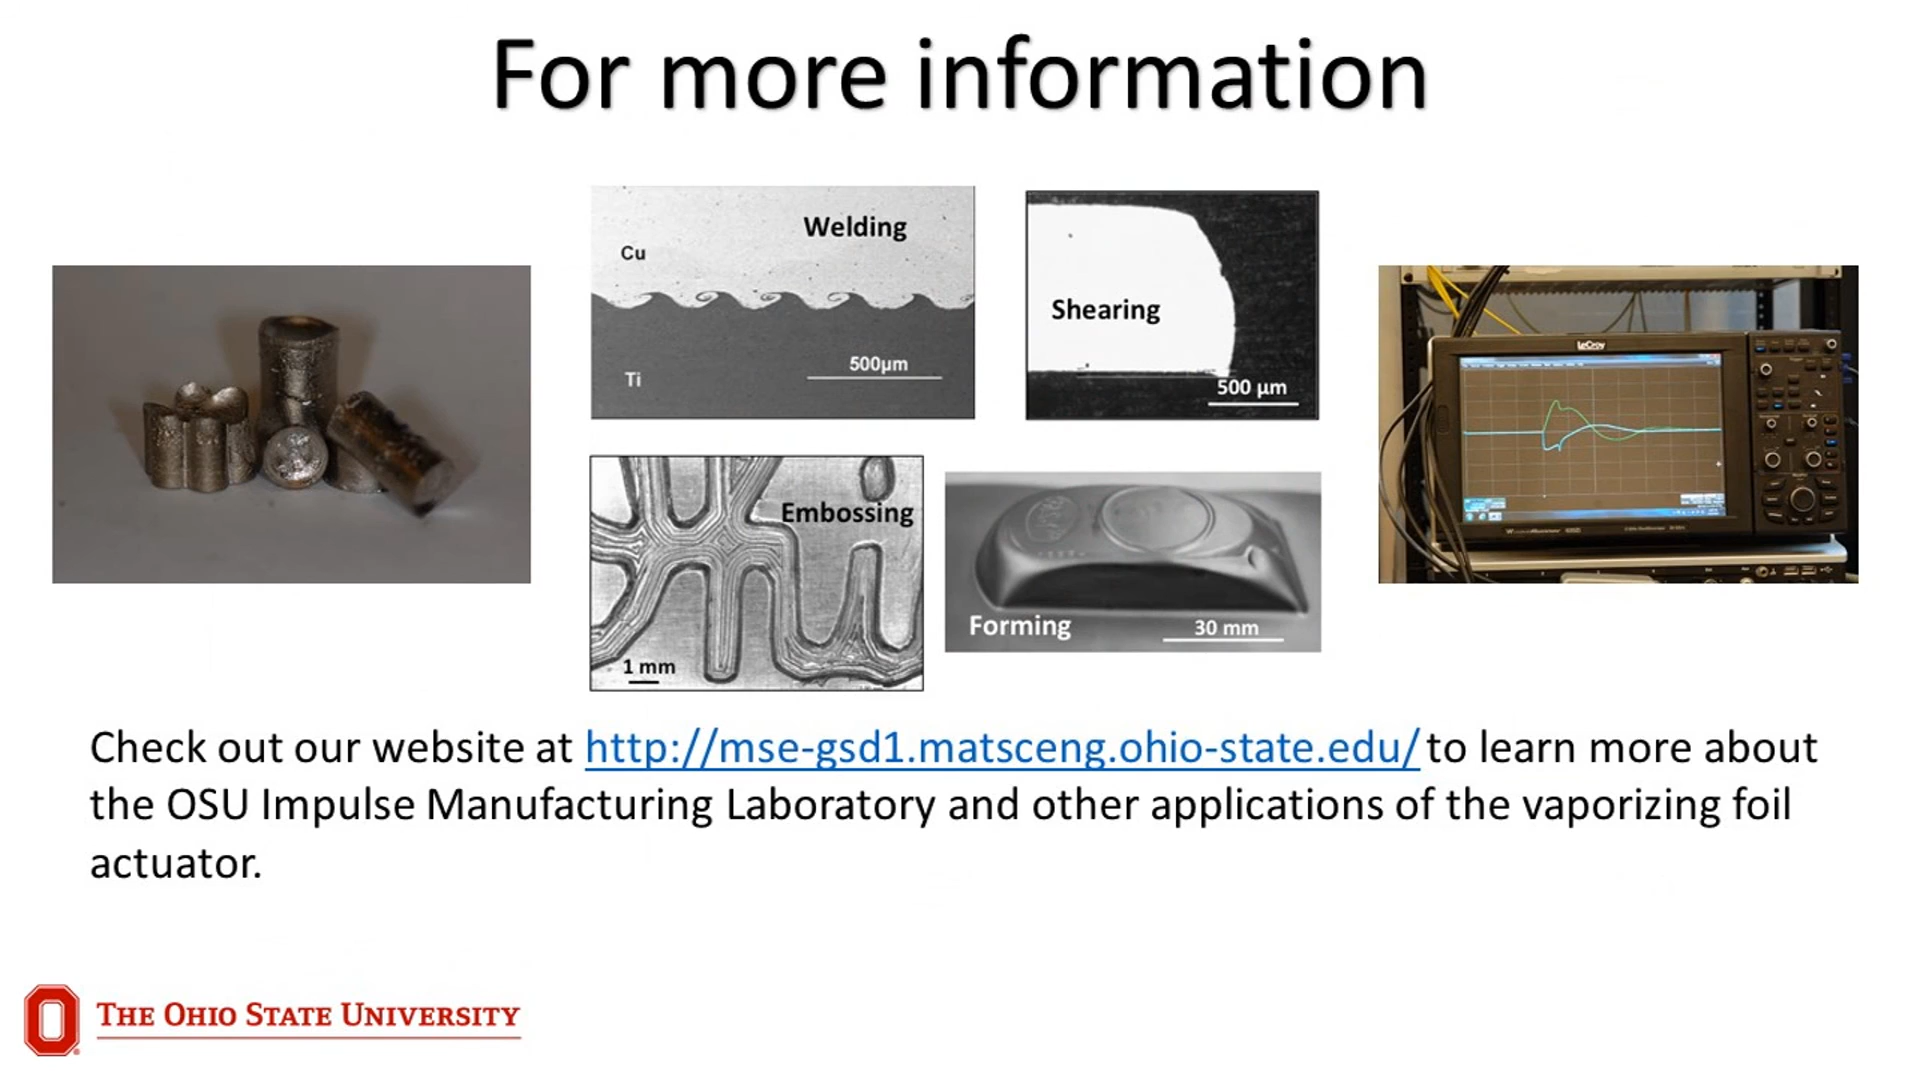 For more information
Welding
Cu
500μm
Ti
Shearing
500 μm
LeCroy
Embossing
1 mm
Forming
30 mm
Check out our website at http://mse-gsd1.matsceng.ohio-state.edu/ to learn more about
the OSU Impulse Manufacturing Laboratory and other applications of the vaporizing foil
actuator.
THE OHIO STATE UNIVERSITY